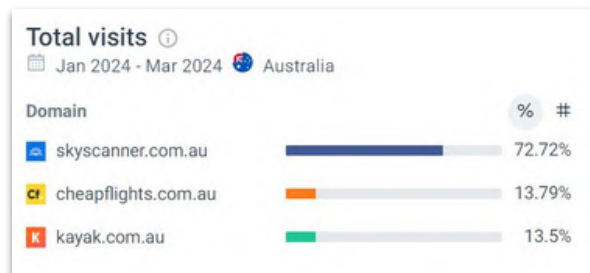 Total visits
Jan 2024 - Mar 2024 Australia
Domain % #
skyscanner.com.au 72.72%
Cf cheapflights.com.au 13.79%
K kayak.com.au 13.5%